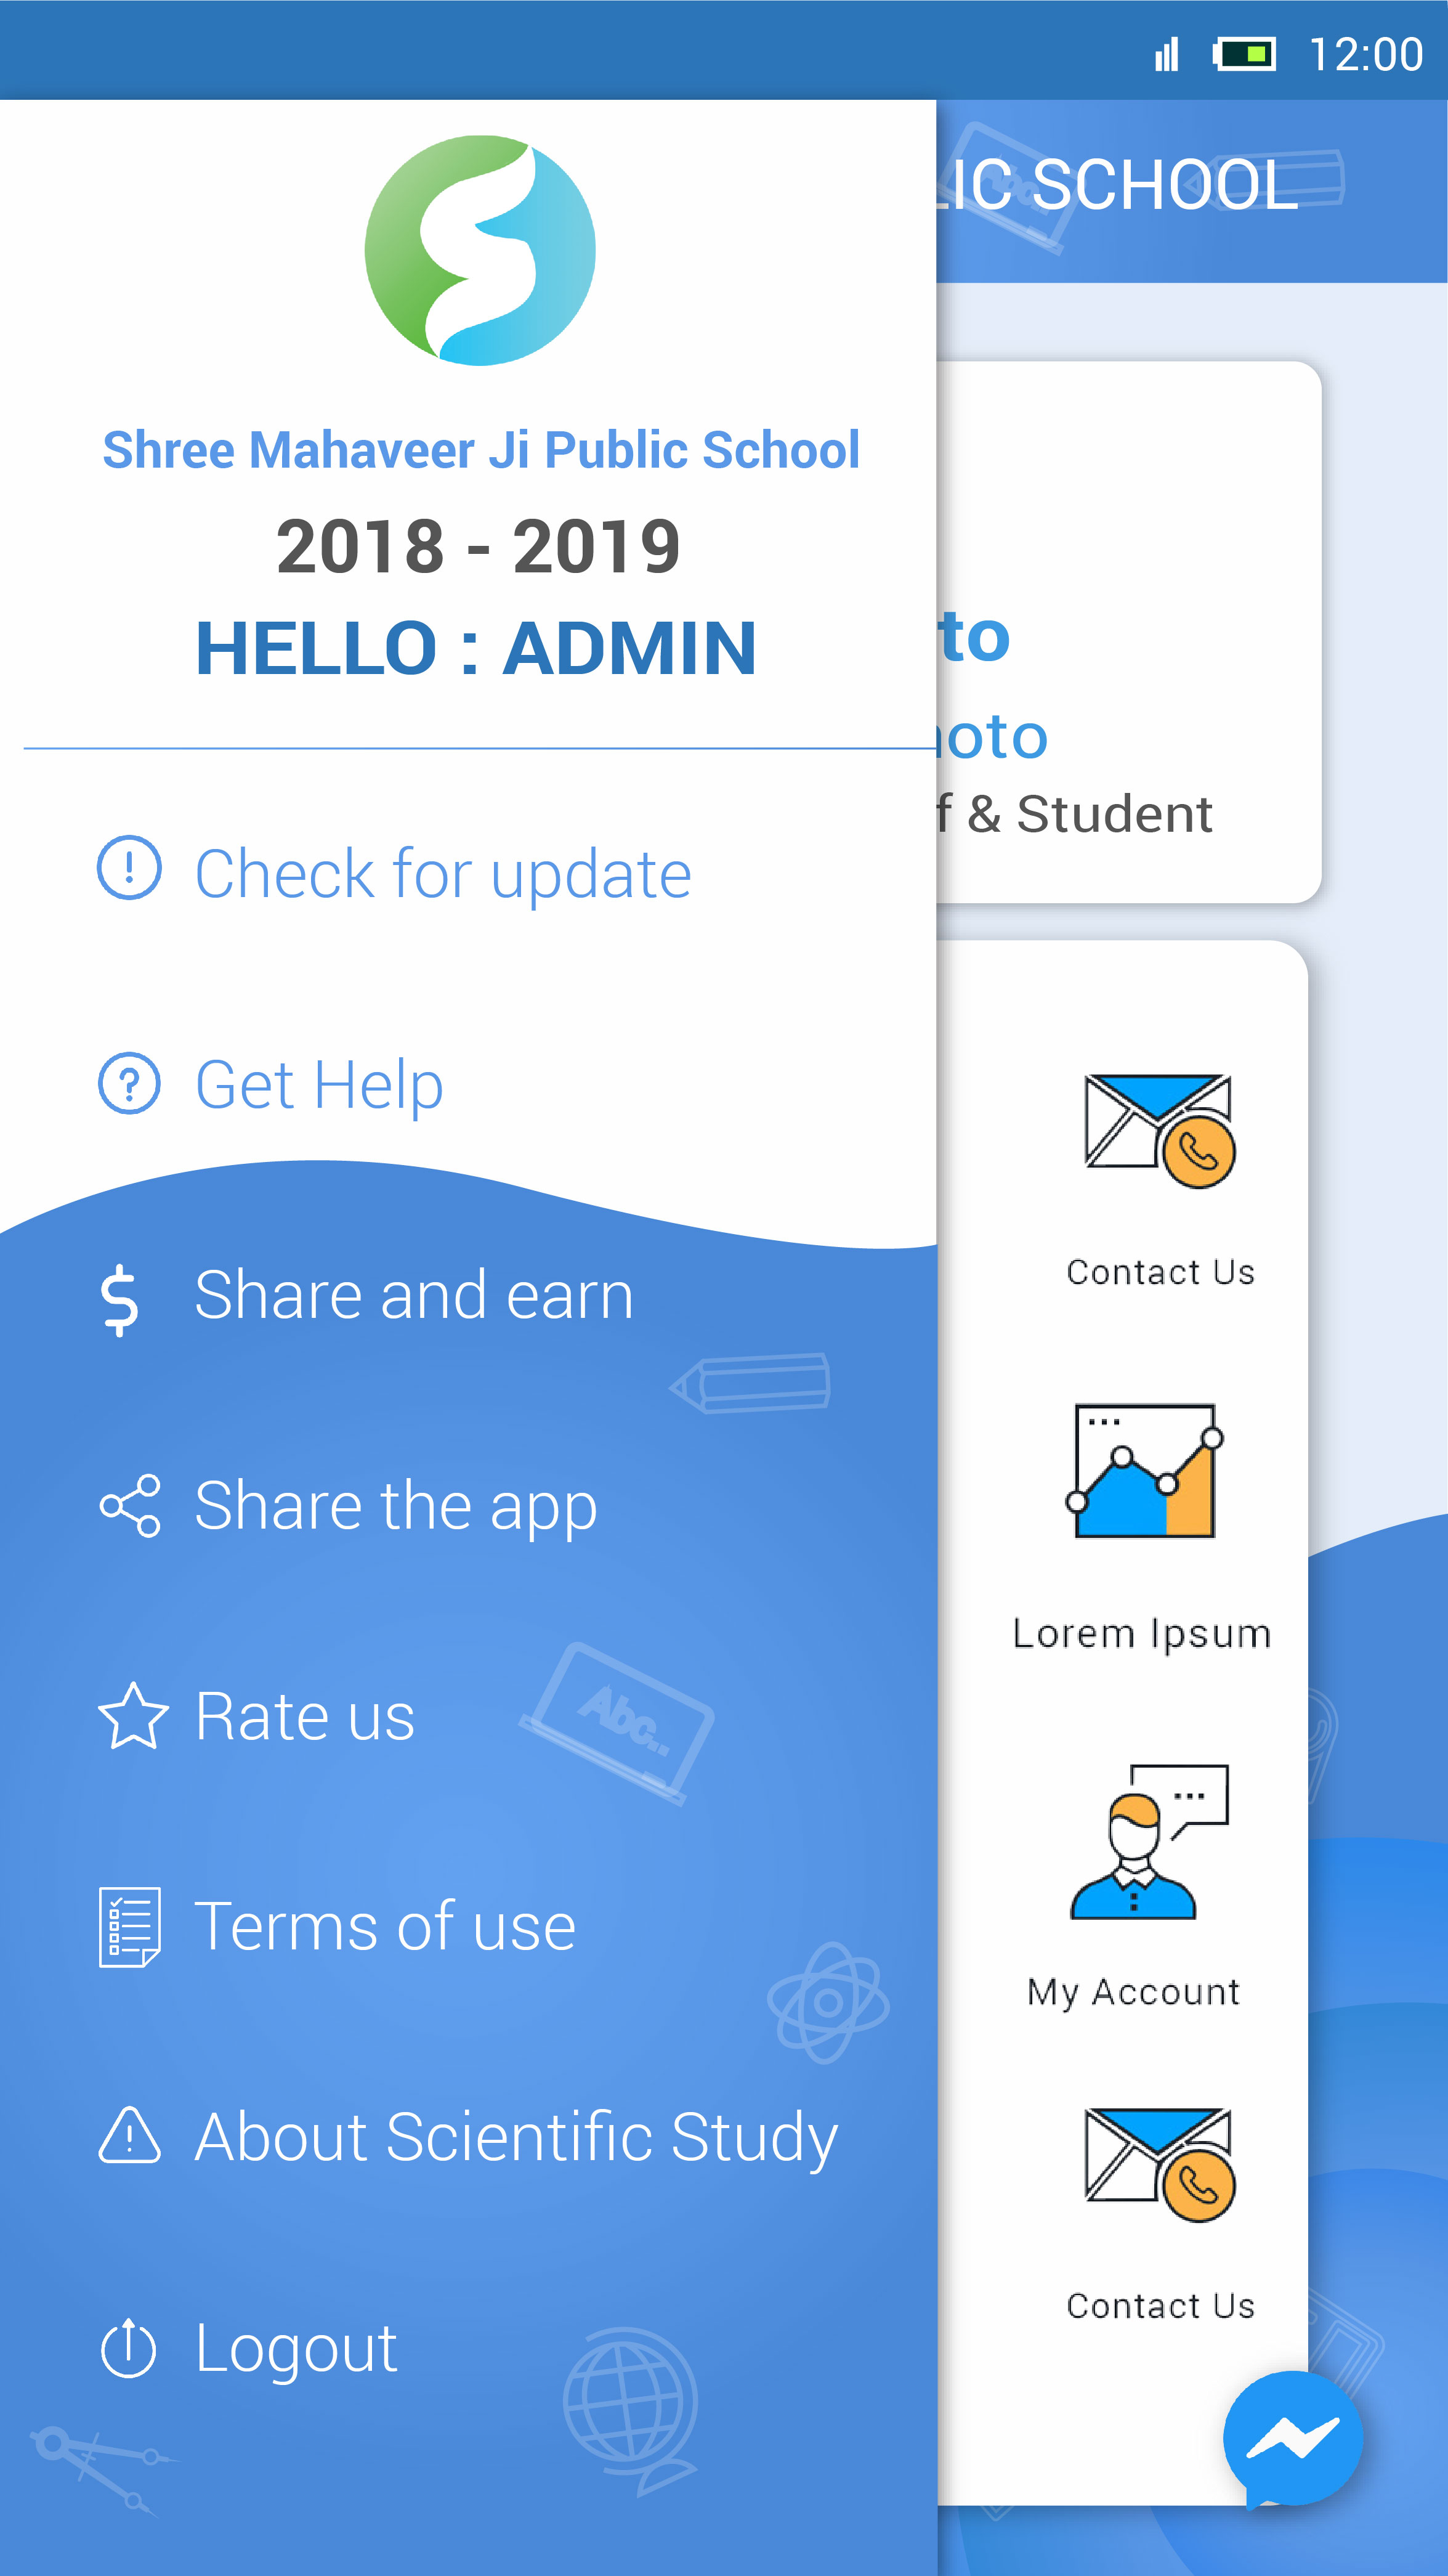 12:00
LIC SCHOOL
Shree Mahaveer Ji Public School
2018 - 2019
HELLO : ADMIN
to
oto
f & Student
Check for update
Get Help
Share and earn
Share the app
Rate us
Abc..
Terms of use
About Scientific Study
Logout
Contact Us
Lorem Ipsum
My Account
Contact Us